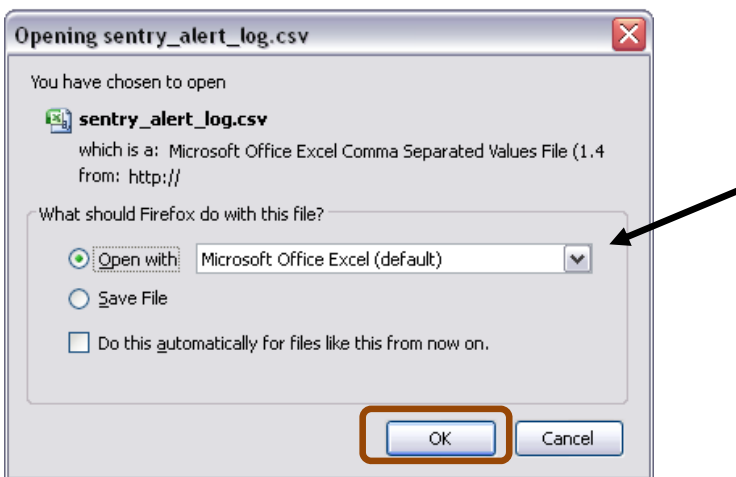 Opening sentry_alert_log.csv
You have chosen to open
sentry_alert_log.csv
which is a: Microsoft Office Excel Comma Separated Values File (1.4
from: http://
What should Firefox do with this file?
Open with Microsoft Office Excel (default)
Save File
Do this automatically for files like this from now on.
OK Cancel